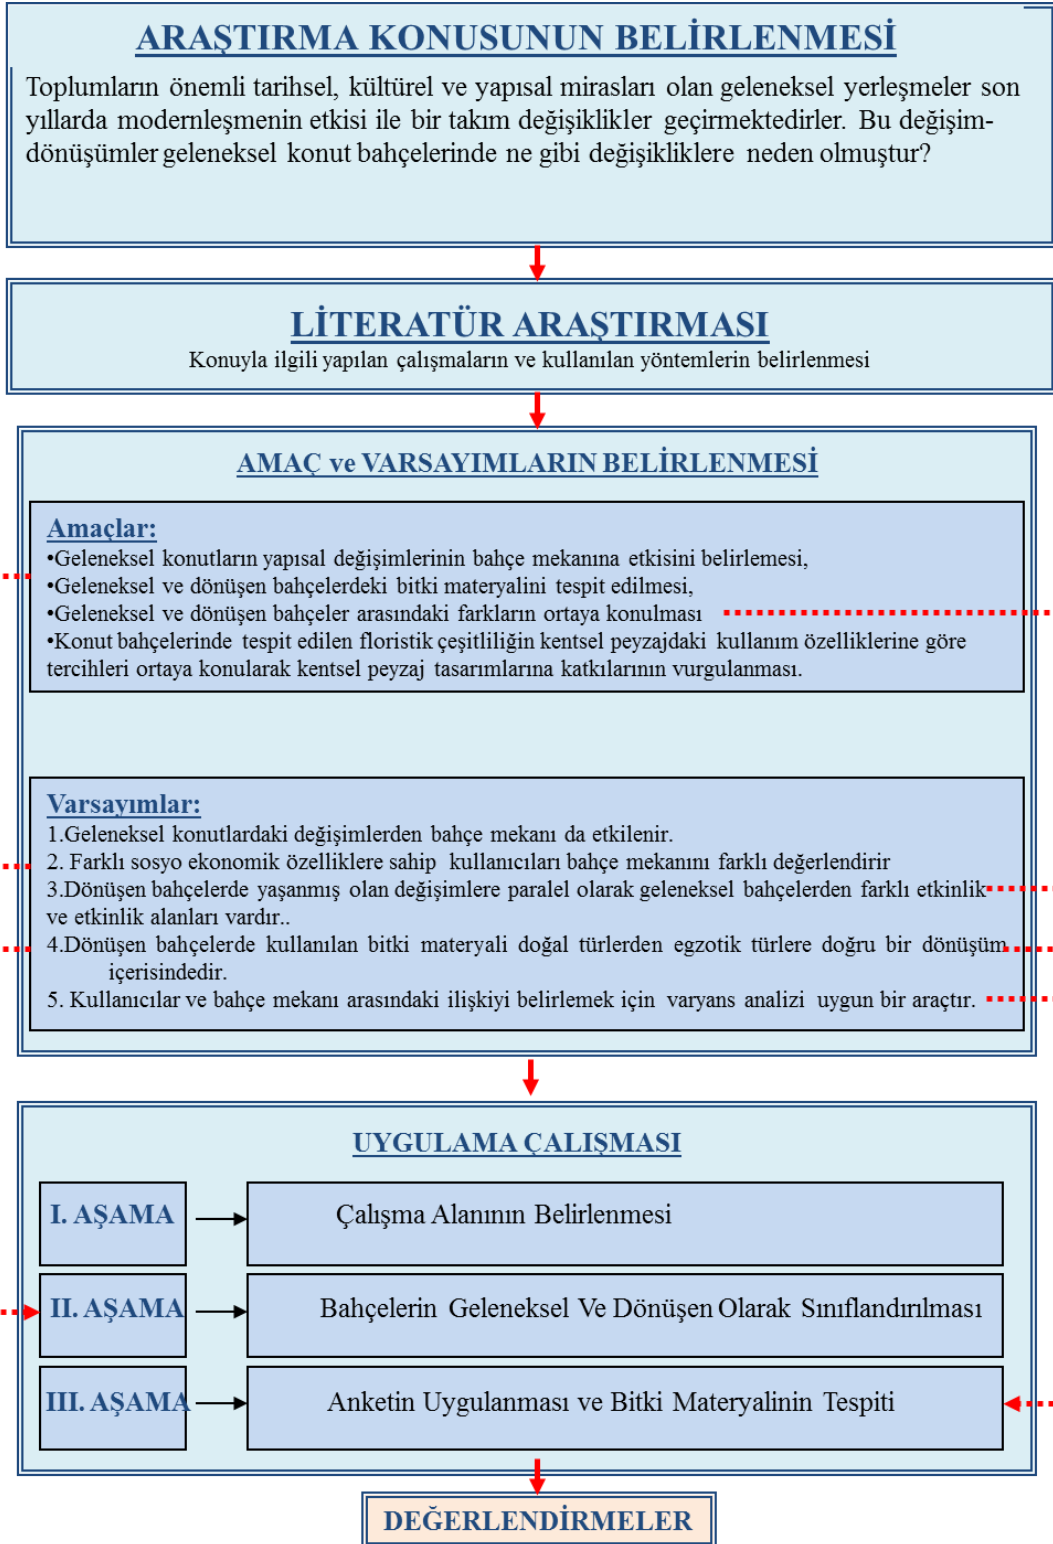 ARAŞTIRMA KONUSUNUN BELİRLENMESİ
Toplumların önemli tarihsel, kültürel ve yapısal mirasları olan geleneksel yerleşmeler son
yıllarda modernleşmenin etkisi ile bir takım değişiklikler geçirmektedirler. Bu değişim-
dönüşümler geleneksel konut bahçelerinde ne gibi değişikliklere neden olmuştur?
LİTERATÜR ARAŞTIRMASI
Konuyla ilgili yapılan çalışmaların ve kullanılan yöntemlerin belirlenmesi
AMAÇ ve VARSAYIMLARIN BELİRLENMESİ
Amaçlar:
•Geleneksel konutların yapısal değişimlerinin bahçe mekanına etkisini belirlemesi,
•Geleneksel ve dönüşen bahçelerdeki bitki materyalini tespit edilmesi,
•Geleneksel ve dönüşen bahçeler arasındaki farkların ortaya konulması
•Konut bahçelerinde tespit edilen floristik çeşitliliğin kentsel peyzajdaki kullanım özelliklerine göre
tercihleri ortaya konularak kentsel peyzaj tasarımlarına katkılarının vurgulanması.
Varsayımlar:
1.Geleneksel konutlardaki değişimlerden bahçe mekanı da etkilenir.
2. Farklı sosyo ekonomik özelliklere sahip kullanıcıları bahçe mekanını farklı değerlendirir
3.Dönüşen bahçelerde yaşanmış olan değişimlere paralel olarak geleneksel bahçelerden farklı etkinlik
ve etkinlik alanları vardır..
4.Dönüşen bahçelerde kullanılan bitki materyali doğal türlerden egzotik türlere doğru bir dönüşüm
içerisindedir.
5. Kullanıcılar ve bahçe mekanı arasındaki ilişkiyi belirlemek için varyans analizi uygun bir araçtır.
UYGULAMA ÇALIŞMASI
I. AŞAMA
Çalışma Alanının Belirlenmesi
II. AŞAMA
Bahçelerin Geleneksel Ve Dönüşen Olarak Sınıflandırılması
III. AŞAMA
Anketin Uygulanması ve Bitki Materyalinin Tespiti
DEĞERLENDİRMELER